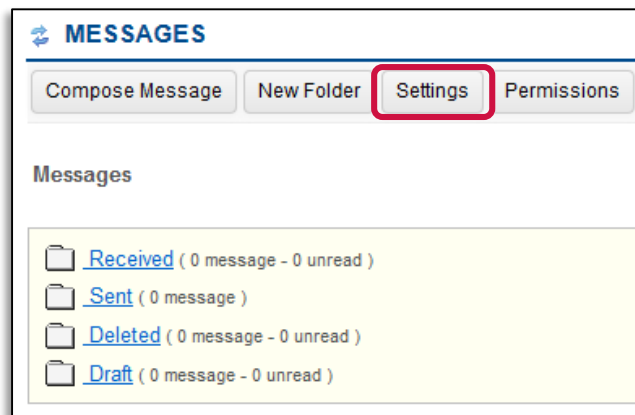 MESSAGES
Compose Message New Folder Settings Permissions
Messages
Received ( 0 message - 0 unread )
Sent ( 0 message )
Deleted ( 0 message - 0 unread )
Draft ( 0 message - 0 unread )